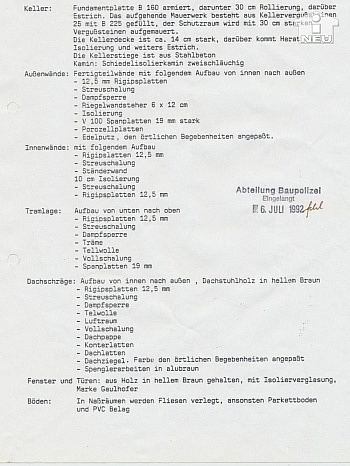 Keller: Fundamentplatte B 160 armiert, darunter 30 cm Rollierung, darüber
Estrich. Das aufgehende Mauerwerk besteht aus Kellervergußsteinen
25 mit B 225 gefüllt, der Schutzraum wird mit 30 cm starken
Vergußsteinen aufgemauert.
Die Kellerdecke ist ca. 14 cm stark, darüber kommt
Isolierung und weiters Estrich.
Die Kellerstiege ist aus Stahlbeton
Kamin: Schiedelisolierkamin zweischläuchig
Außenwände: Fertigteilwände mit folgendem Aufbau von innen nach außen
- 12,5 mm Rigipsplatten
- Streuschalung
- Dampfsperre
- Riegelwandsteher 6 x 12 cm
- Isolierung
- V 100 Spanplatten 19 mm stark
- Porozellplatten
- Edelputz, den örtlichen Begebenheiten angepaßt.
Innenwände: mit folgendem Aufbau
- Rigipsplatten 12,5 mm
- Streuschalung
- Ständerwand
10 cm Isolierung
- Streuschalung
- Rigipsplatten 12,5 mm
Abteilung Baupolizei
Eingelangt
6. JULI 1992
Tramlage: Aufbau von unten nach oben
- Rigipsplatten 12,5 mm
- Streuschalung
- Dampfsperre
- Träme
- Tellwolle
- Vollschalung
- Spanplatten 19 mm
Dachschräge: Aufbau von innen nach außen , Dachstuhlholz in hellem Braun
- Rigipsplatten 12,5 mm
- Streuschalung
- Dampfsperre
- Telwolle
- Luftraum
- Vollschalung
- Dachpappe
- Konterlatten
- Dachlatten
- Dachziegel. Farbe den örtlichen Begebenheiten angepaßt
- Spenglerarbeiten in alubraun
Fenster und Türen: aus Holz in hellem Braun gehalten, mit Isolierverglasung,
Marke Gaulhofer
Böden: In Naßräumen werden Fliesen verlegt, ansonsten Parkettboden
und PVC Belag